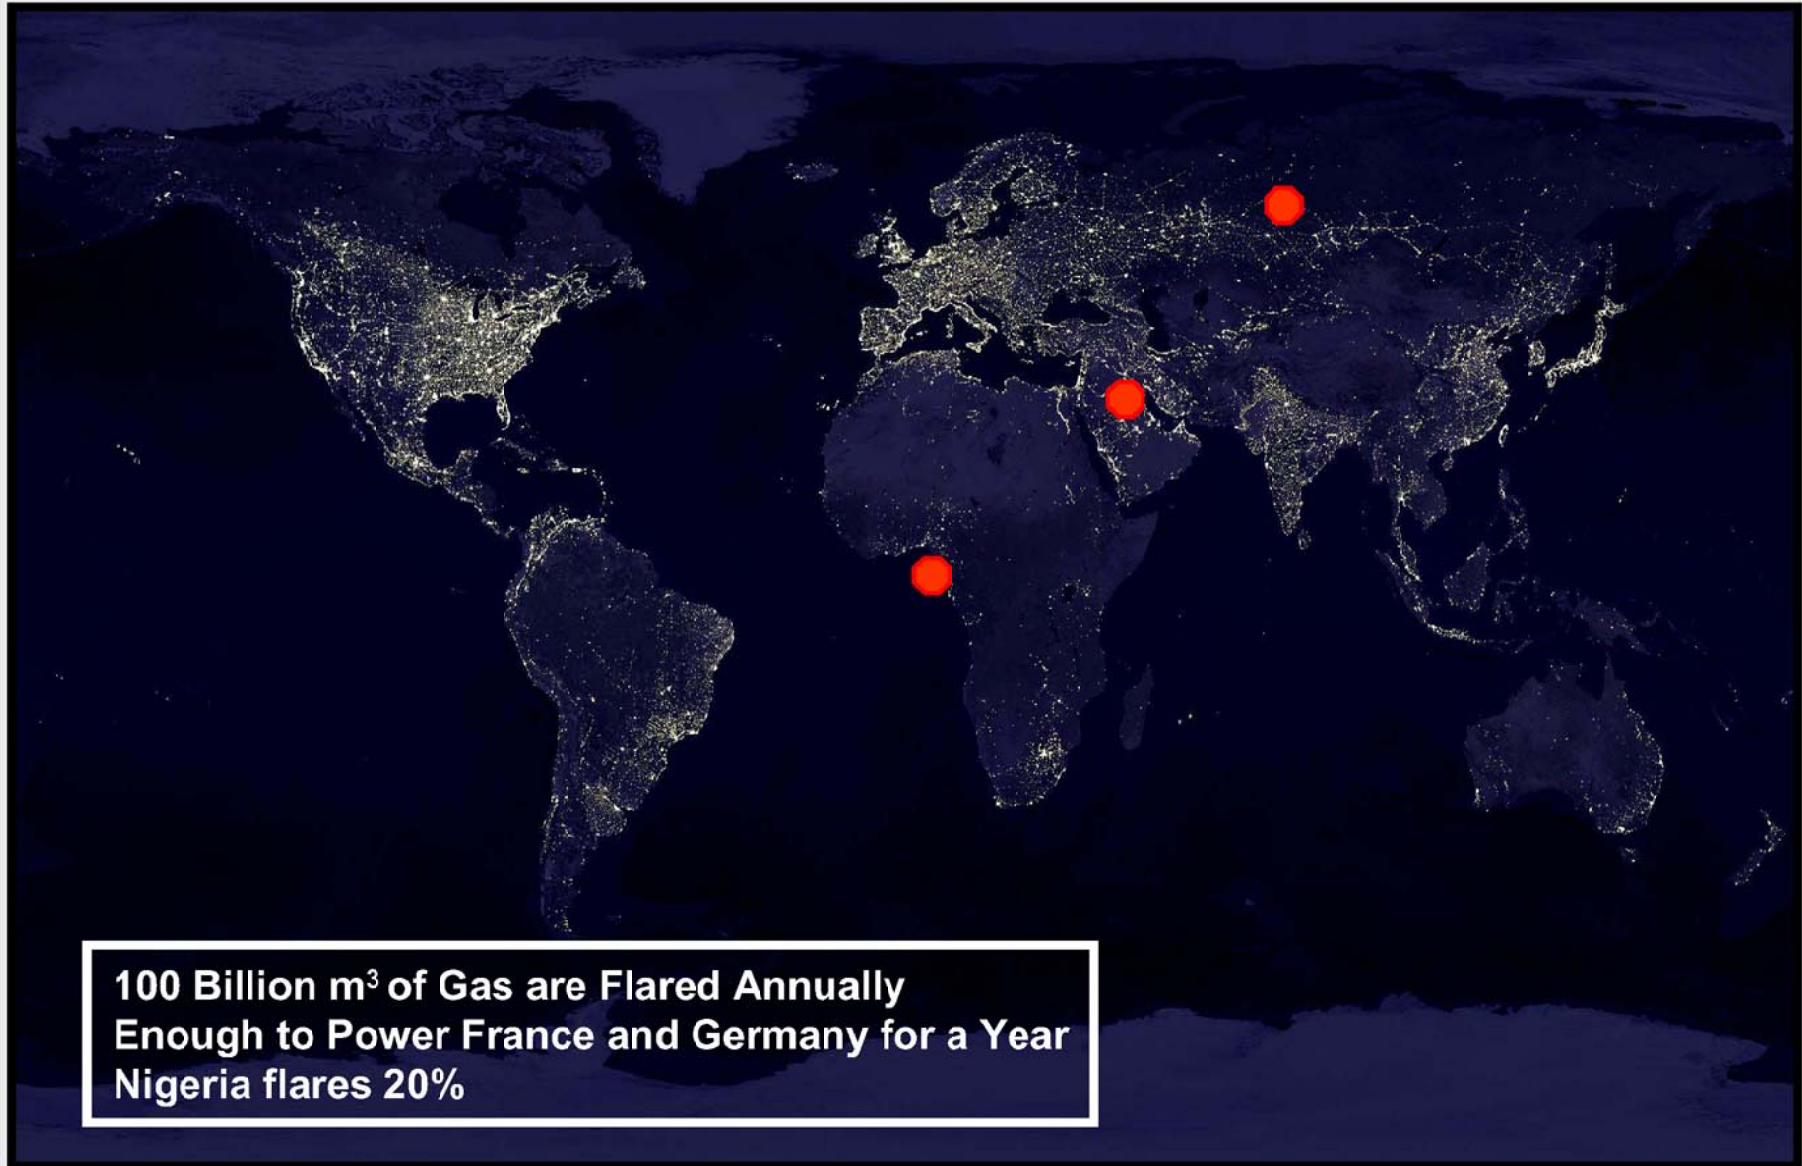 100 Billion m³ of Gas are Flared Annually
Enough to Power France and Germany for a Year
Nigeria flares 20%